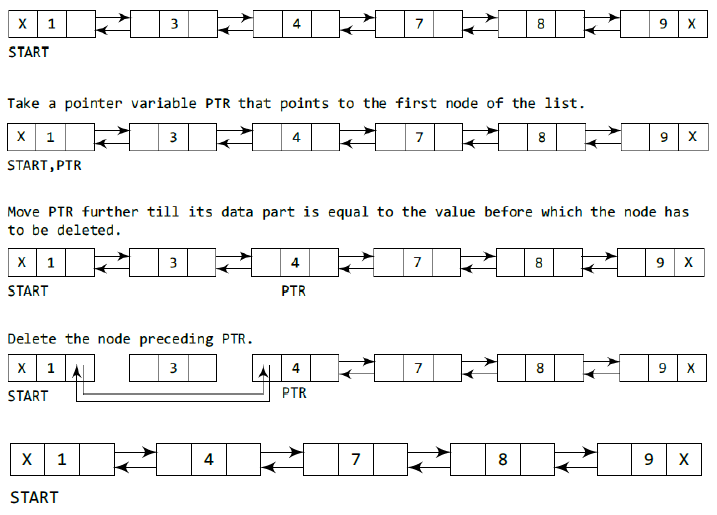 X 1 3 4 7 8 9 X
START
Take a pointer variable PTR that points to the first node of the list.
X 1 3 4 7 8 9 X
START,PTR
Move PTR further till its data part is equal to the value before which the node has
to be deleted.
X 1 3 4 7 8 9 X
START PTR
Delete the node preceding PTR.
X 1 3 4 7 8 9 X
START PTR
X 1 4 7 8 9 X
START